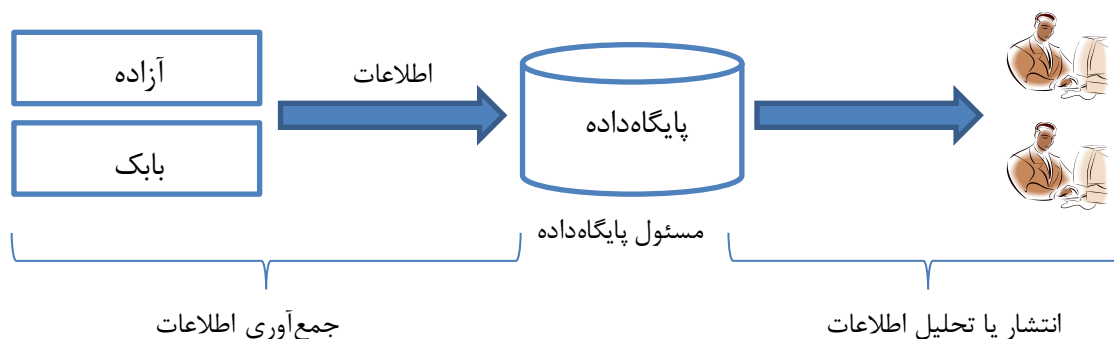 آزاده
بابک
اطلاعات
پایگاه‌داده
مسئول پایگاه‌داده
جمع‌آوری اطلاعات
انتشار یا تحلیل اطلاعات